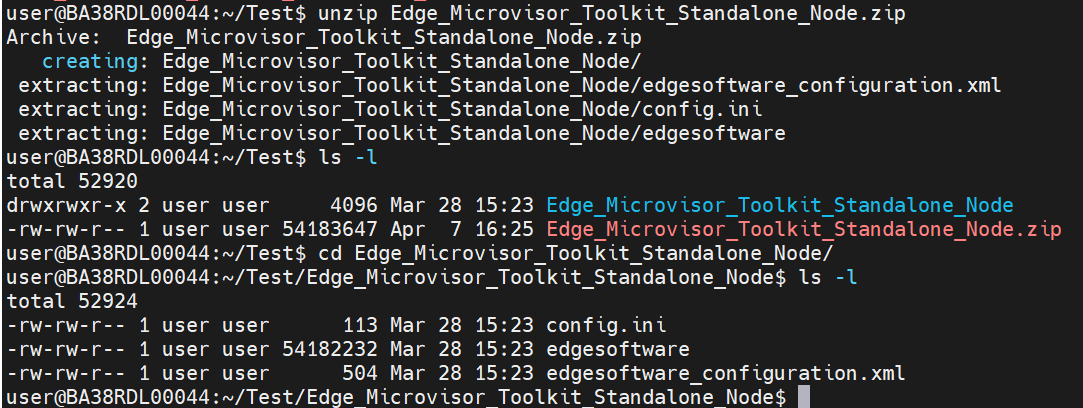 user@BA38RDL00044:~/Test$ unzip Edge_Microvisor_Toolkit_Standalone_Node.zip
Archive:  Edge_Microvisor_Toolkit_Standalone_Node.zip
   creating: Edge_Microvisor_Toolkit_Standalone_Node/
 extracting: Edge_Microvisor_Toolkit_Standalone_Node/edgesoftware_configuration.xml
 extracting: Edge_Microvisor_Toolkit_Standalone_Node/config.ini
 extracting: Edge_Microvisor_Toolkit_Standalone_Node/edgesoftware
user@BA38RDL00044:~/Test$ ls -l
total 52920
drwxrwxr-x 2 user user     4096 Mar 28 15:23 Edge_Microvisor_Toolkit_Standalone_Node
-rw-rw-r-- 1 user user 54183647 Apr  7 16:25 Edge_Microvisor_Toolkit_Standalone_Node.zip
user@BA38RDL00044:~/Test$ cd Edge_Microvisor_Toolkit_Standalone_Node/
user@BA38RDL00044:~/Test/Edge_Microvisor_Toolkit_Standalone_Node$ ls -l
total 52924
-rw-rw-r-- 1 user user      113 Mar 28 15:23 config.ini
-rw-rw-r-- 1 user user 54182232 Mar 28 15:23 edgesoftware
-rw-rw-r-- 1 user user      504 Mar 28 15:23 edgesoftware_configuration.xml
user@BA38RDL00044:~/Test/Edge_Microvisor_Toolkit_Standalone_Node$